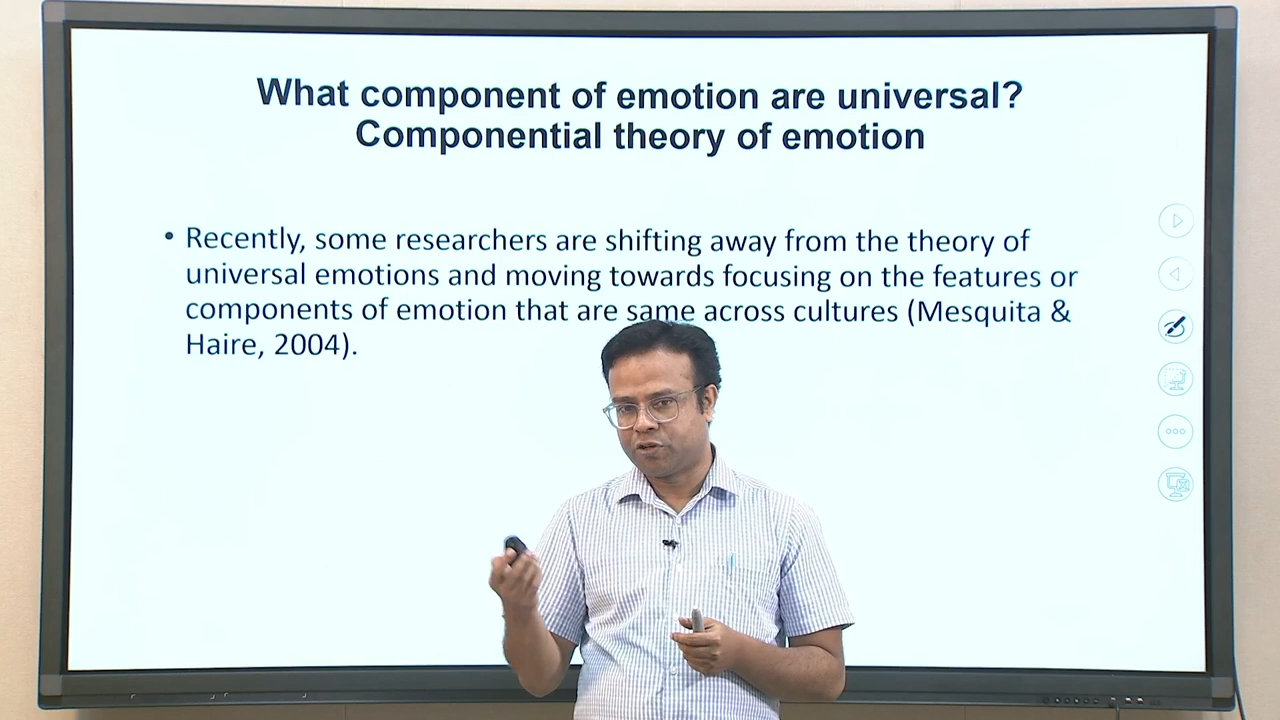 What component of emotion are universal?
Componential theory of emotion
• Recently, some researchers are shifting away from the theory of
universal emotions and moving towards focusing on the features or
components of emotion that are same across cultures (Mesquita &
Haire, 2004).